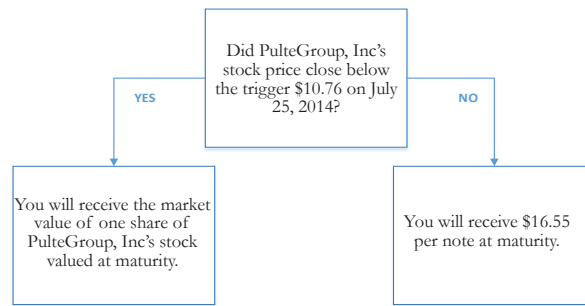 Did PulteGroup, Inc's
stock price close below
the trigger $10.76 on July
25, 2014?
YES
NO
You will receive the market
value of one share of
PulteGroup, Inc's stock
valued at maturity.
You will receive $16.55
per note at maturity.